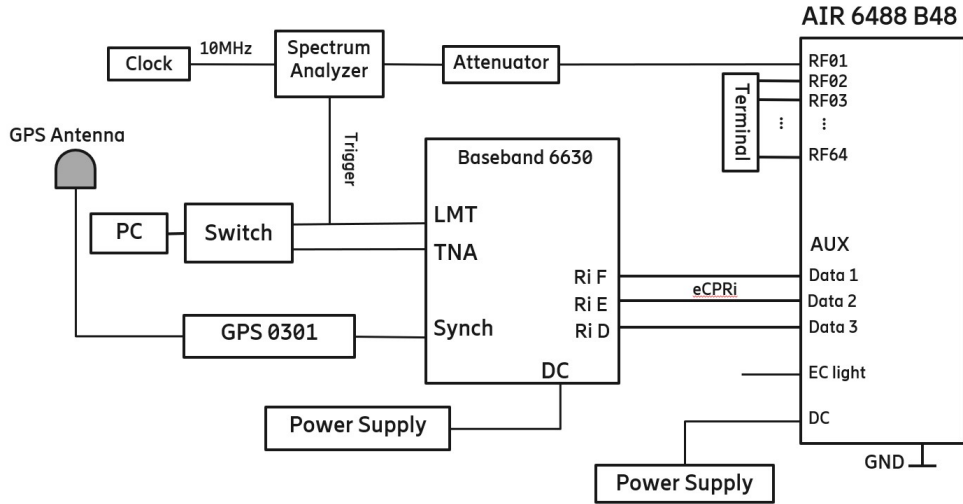 AIR 6488 B48
Clock
10MHz
Spectrum
Analyzer
Attenuator
RF01
RF02
RF03
⋮
⋮
RF64
Terminal
GPS Antenna
Trigger
Baseband 6630
PC
Switch
LMT
TNA
AUX
Ri F
Data 1
eCPRi
Ri E
Data 2
Ri D
Data 3
GPS 0301
Synch
DC
EC light
Power Supply
DC
GND
Power Supply